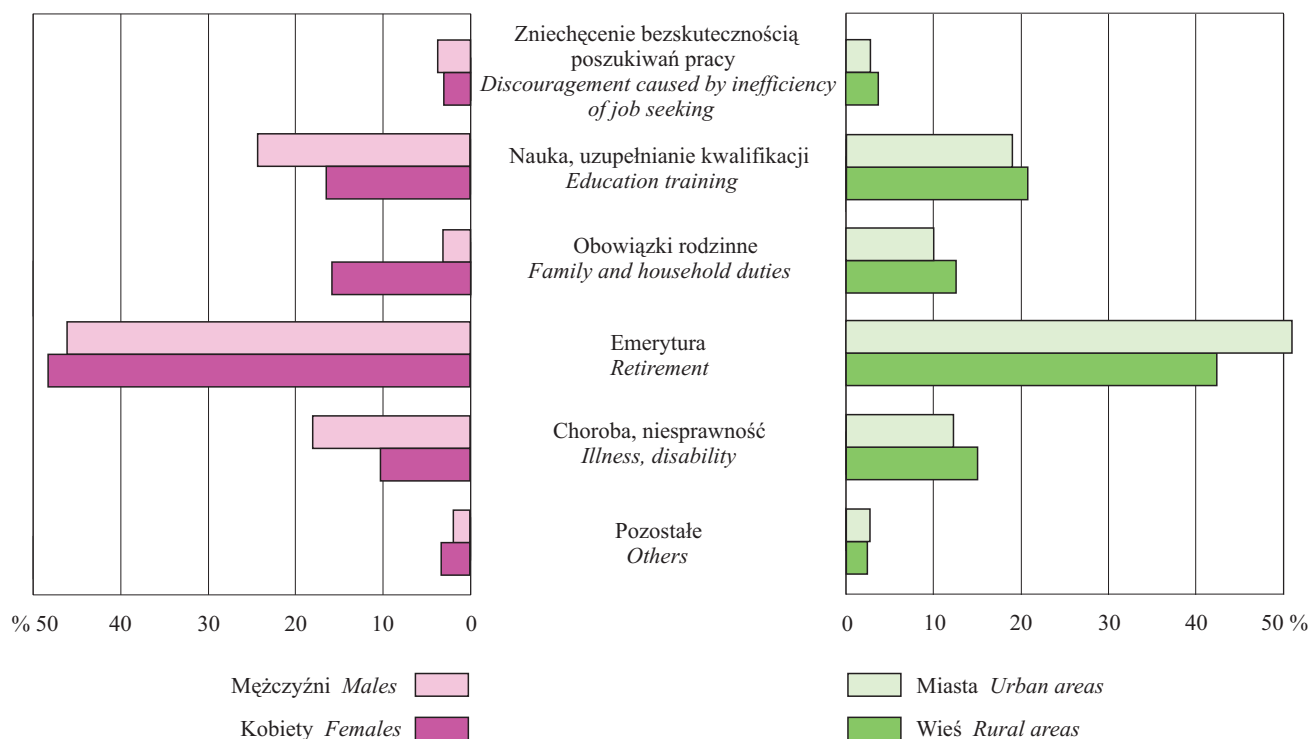 Zniechęcenie bezskutecznością
poszukiwań pracy
Discouragement caused by inefficiency
of job seeking
Nauka, uzupełnianie kwalifikacji
Education training
Obowiązki rodzinne
Family and household duties
Emerytura
Retirement
Choroba, niesprawność
Illness, disability
Pozostałe
Others
% 50 40 30 20 10 0
0 10 20 30 40 50 %
Mężczyźni Males
Kobiety Females
Miasta Urban areas
Wieś Rural areas